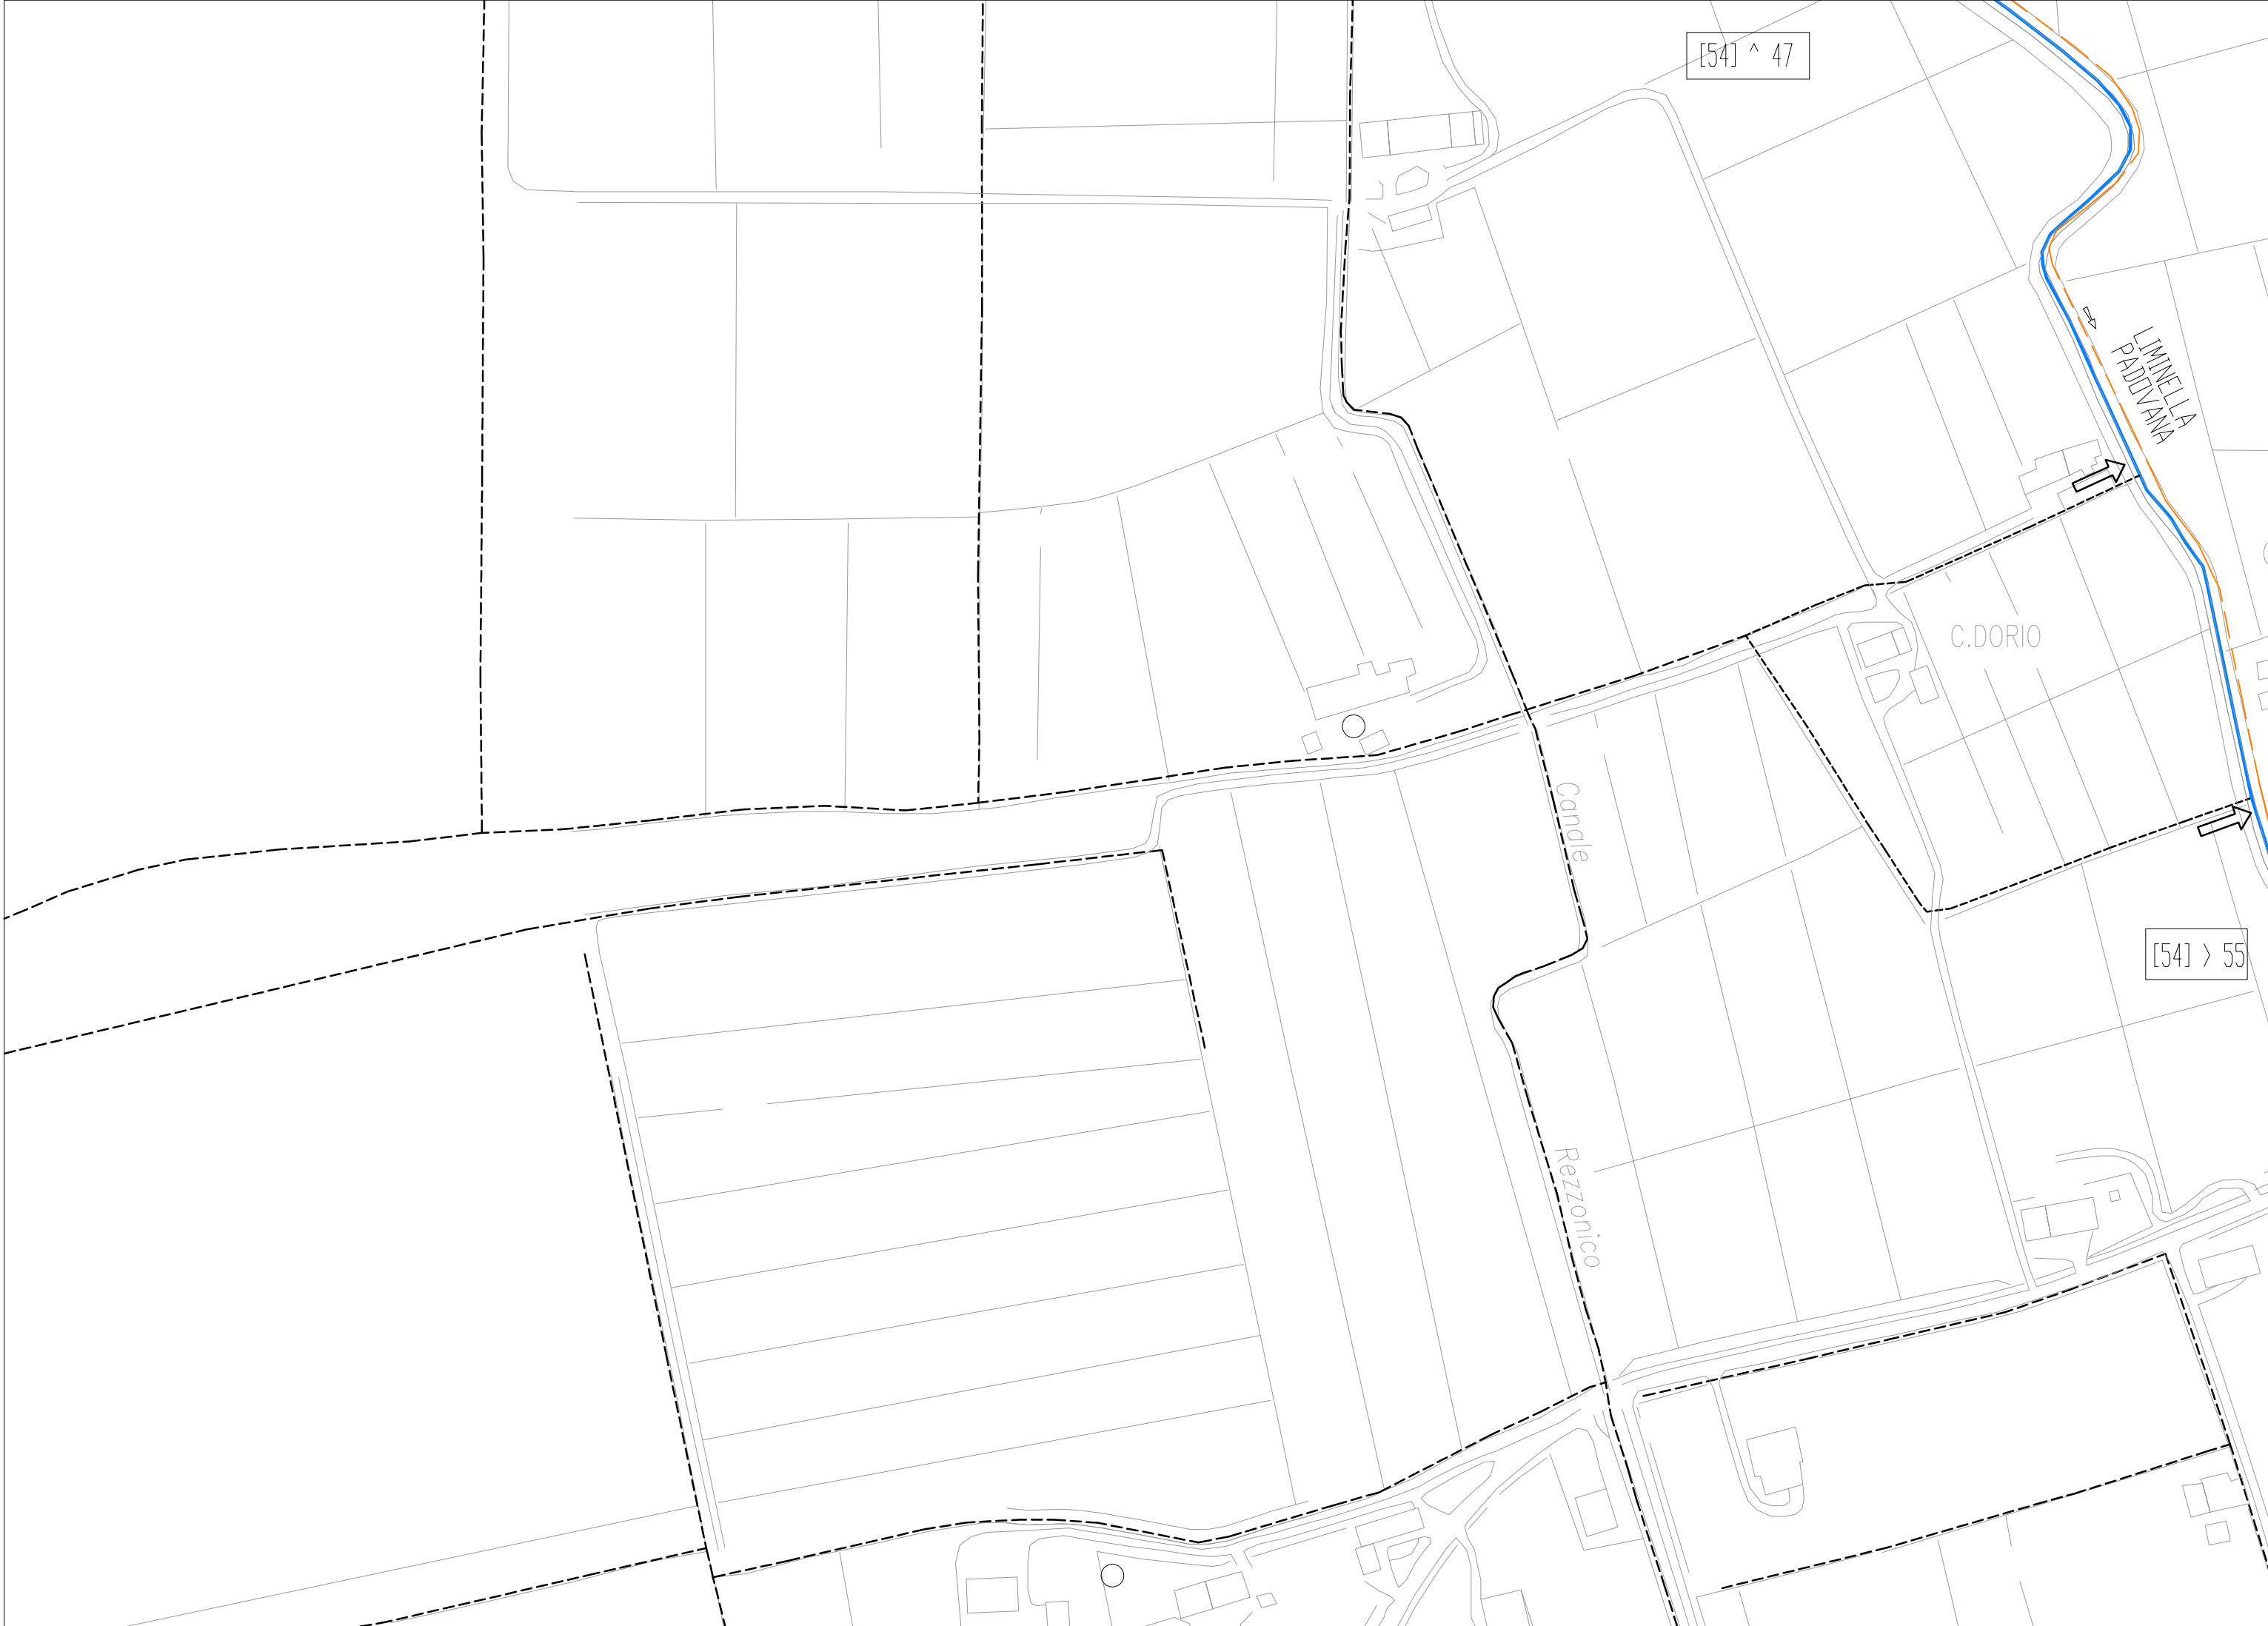 [54] ^ 47
LIMINELLA
PADOVANA
C.DORIO
Canale
[54] > 55
Rezzonico